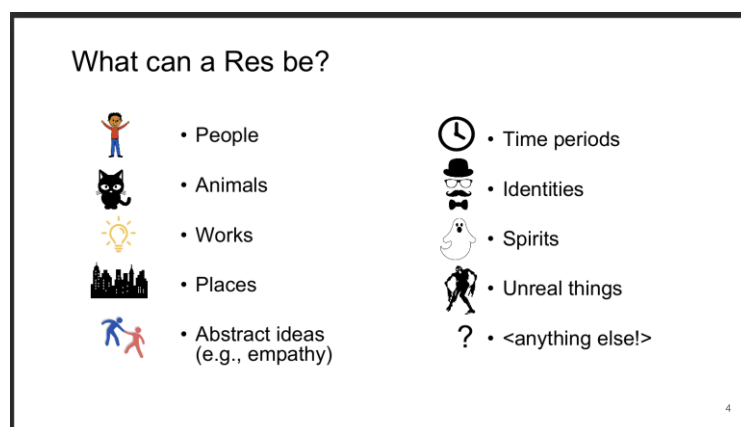 What can a Res be?
• People
• Animals
• Works
• Places
• Abstract ideas
(e.g., empathy)
• Time periods
• Identities
• Spirits
• Unreal things
? • <anything else!>
4